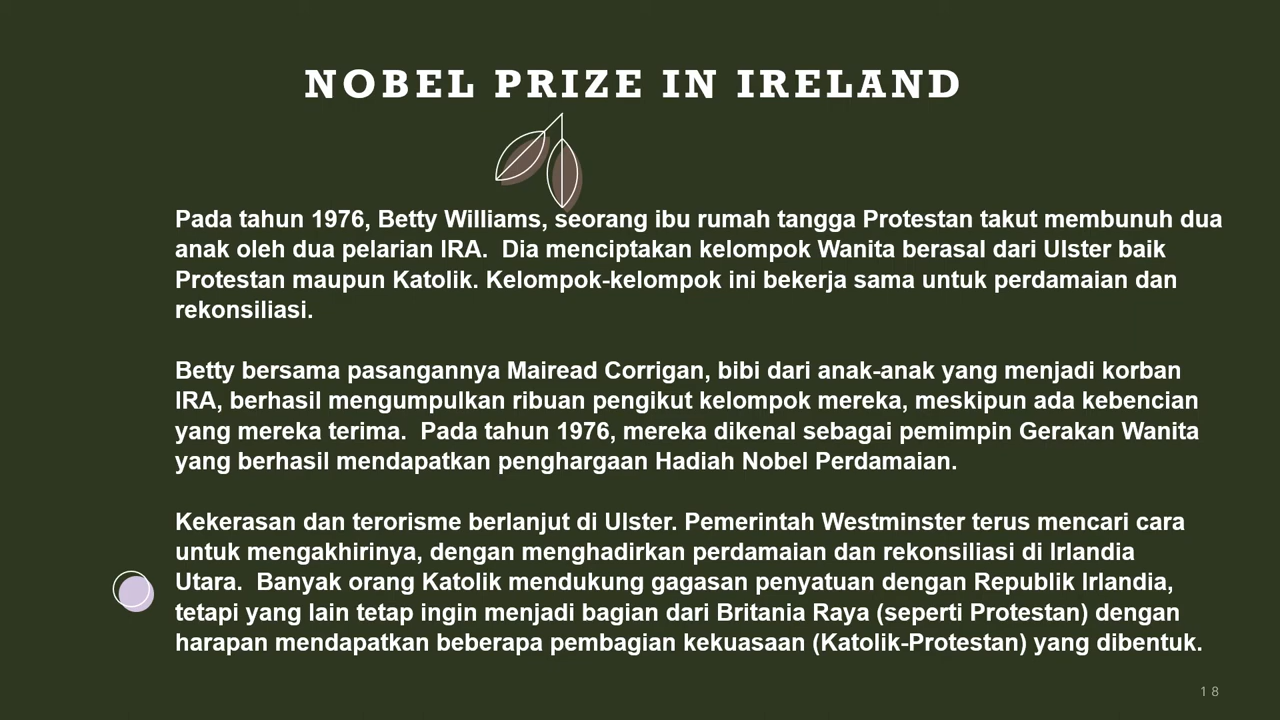 NOBEL PRIZE IN IRELAND
Pada tahun 1976, Betty Williams, seorang ibu rumah tangga Protestan takut membunuh dua
anak oleh dua pelarian IRA.  Dia menciptakan kelompok Wanita berasal dari Ulster baik
Protestan maupun Katolik. Kelompok-kelompok ini bekerja sama untuk perdamaian dan
rekonsiliasi.
Betty bersama pasangannya Mairead Corrigan, bibi dari anak-anak yang menjadi korban
IRA, berhasil mengumpulkan ribuan pengikut kelompok mereka, meskipun ada kebencian
yang mereka terima.  Pada tahun 1976, mereka dikenal sebagai pemimpin Gerakan Wanita
yang berhasil mendapatkan penghargaan Hadiah Nobel Perdamaian.
Kekerasan dan terorisme berlanjut di Ulster. Pemerintah Westminster terus mencari cara
untuk mengakhirinya, dengan menghadirkan perdamaian dan rekonsiliasi di Irlandia
Utara.  Banyak orang Katolik mendukung gagasan penyatuan dengan Republik Irlandia,
tetapi yang lain tetap ingin menjadi bagian dari Britania Raya (seperti Protestan) dengan
harapan mendapatkan beberapa pembagian kekuasaan (Katolik-Protestan) yang dibentuk.
18